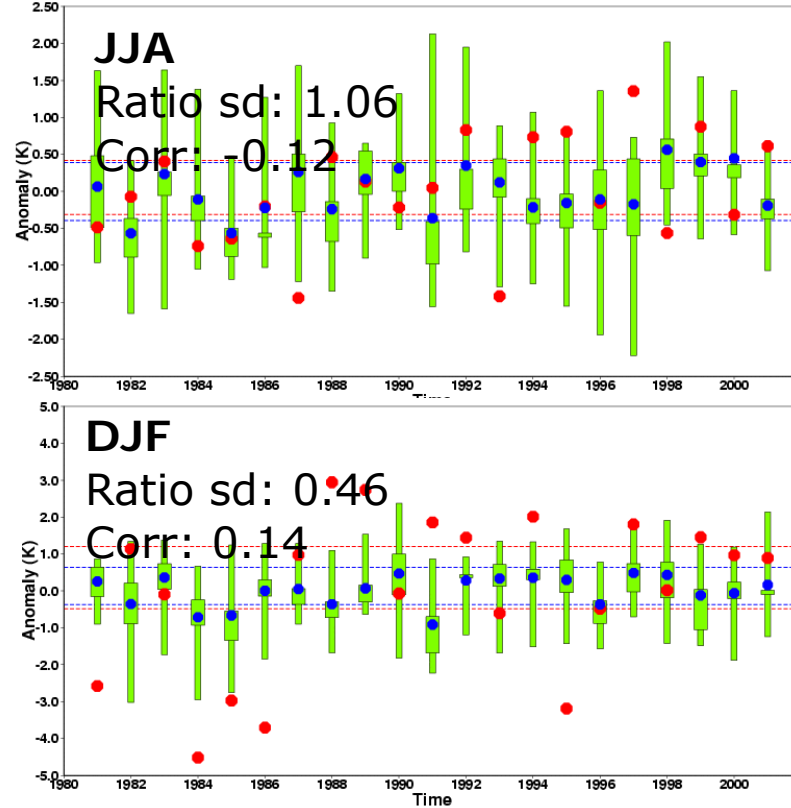 2.50
JJA
2.00
1.50
Ratio sd: 1.06
1.00
Corr: -0.12
0.50
0.00
-0.50
-1.00
-1.50
-2.00
-2.50
Anomaly (K)
1980 1982 1984 1986 1988 1990 1992 1994 1996 1998 2000
Time
5.0
DJF
4.0
3.0
Ratio sd: 0.46
2.0
Corr: 0.14
1.0
0.0
-1.0
-2.0
-3.0
-4.0
-5.0
Anomaly (K)
1980 1982 1984 1986 1988 1990 1992 1994 1996 1998 2000
Time